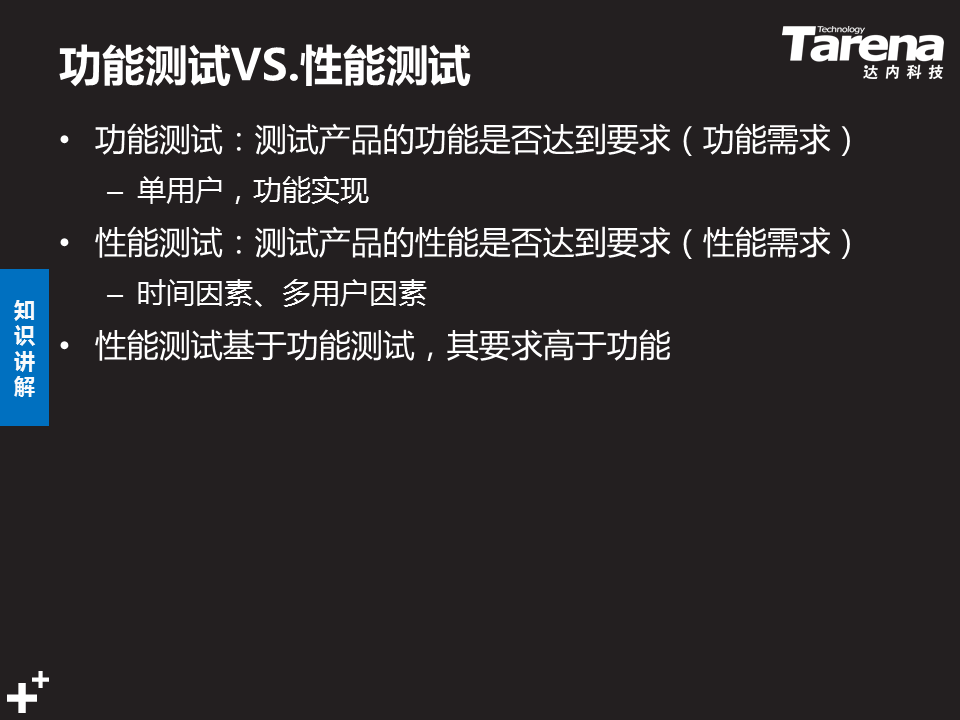 功能测试VS.性能测试
Technology
Tarena
达内科技
• 功能测试：测试产品的功能是否达到要求（功能需求）
– 单用户，功能实现
• 性能测试：测试产品的性能是否达到要求（性能需求）
– 时间因素、多用户因素
• 性能测试基于功能测试，其要求高于功能
知
识
讲
解